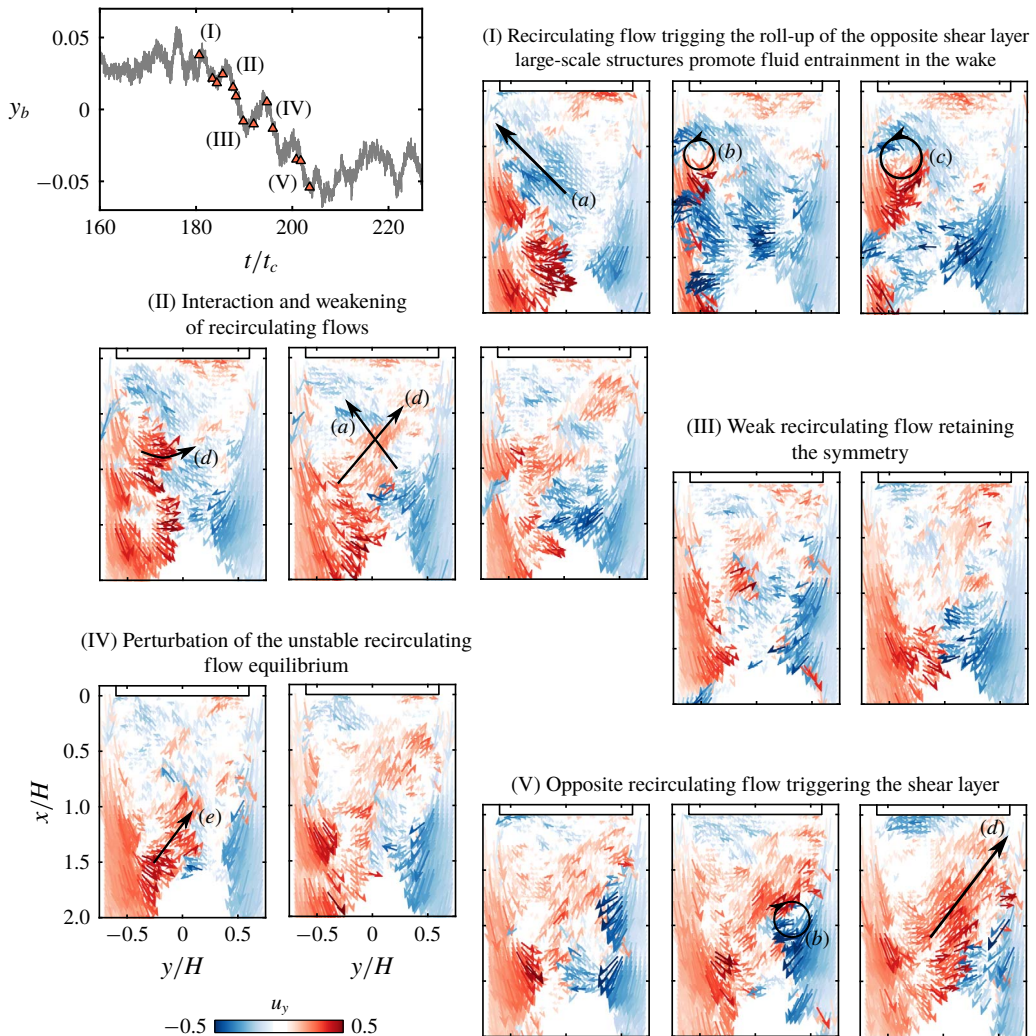 0.05
0
−0.05
y_b
160
180
200
220
t/t_c
(I)
(II)
(III)
(IV)
(V)
(I) Recirculating flow trigging the roll-up of the opposite shear layer
large-scale structures promote fluid entrainment in the wake
(a)
(b)
(c)
(II) Interaction and weakening
of recirculating flows
(d)
(a)
(d)
(III) Weak recirculating flow retaining
the symmetry
(IV) Perturbation of the unstable recirculating
flow equilibrium
0
0.5
1.0
1.5
2.0
x/H
(e)
−0.5
0
0.5
y/H
−0.5
0
0.5
y/H
(V) Opposite recirculating flow triggering the shear layer
(b)
(d)
u_y
−0.5
0.5